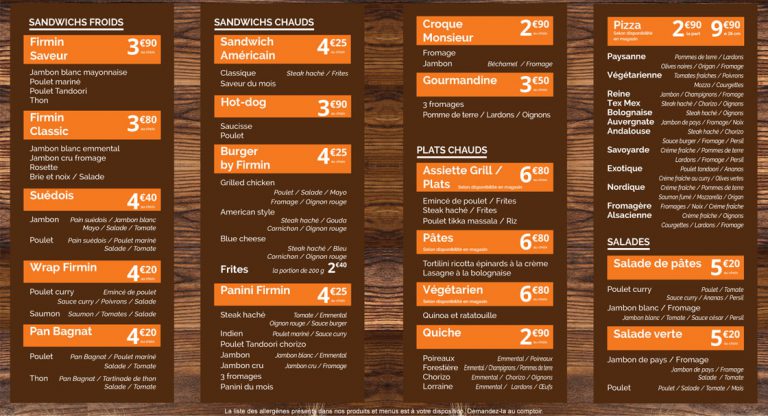 SANDWICHS FROIDS
Firmin Saveur 3€90 au choix
Jambon blanc mayonnaise
Poulet mariné
Poulet Tandoori
Thon
Firmin Classic 3€80 au choix
Jambon blanc emmental
Jambon cru fromage
Rosette
Brie et noix / Salade
Suédois 4€40 au choix
Jambon Pain suédois / Jambon blanc
Mayo / Salade / Tomate
Poulet Pain suédois / Poulet mariné
Salade / Tomate
Wrap Firmin 4€20 au choix
Poulet curry Emincé de poulet
Sauce curry / Poivrons / Salade
Saumon Saumon / Tomates / Salade
Pan Bagnat 4€20 au choix
Poulet Pan Bagnat / Poulet mariné
Salade / Tomate
Thon Pan Bagnat / Tartinade de thon
Salade / Tomate
SANDWICHS CHAUDS
Sandwich Américain 4€25 au choix
Classique Steak haché / Frites
Saveur du mois
Hot-dog 3€90 au choix
Saucisse
Poulet
Burger by Firmin 4€25 au choix
Grilled chicken
Poulet / Salade / Mayo
Fromage / Oignon rouge
American style
Steak haché / Gouda
Cornichon / Oignon rouge
Blue cheese
Steak haché / Bleu
Cornichon / Oignon rouge
Frites la portion de 200 g 2€40
Panini Firmin 4€25 au choix
Steak haché Tomate / Emmental
Oignon rouge / Sauce burger
Indien Poulet mariné / Sauce curry
Poulet Tandoori chorizo
Jambon Jambon blanc / Emmental
Jambon cru Jambon cru / Fromage
3 fromages
Panini du mois
Croque Monsieur 2€90 au choix
Fromage
Jambon Béchamel / Fromage
Gourmandine 3€50 au choix
3 fromages
Pomme de terre / Lardons / Oignons
PLATS CHAUDS
Assiette Grill / Plats Selon disponibilité en magasin 6€80 au choix
Emincé de poulet / Frites
Steak haché / Frites
Poulet tikka massala / Riz
Pâtes Selon disponibilité en magasin 6€80 au choix
Tortilini ricotta épinards à la crème
Lasagne à la bolognaise
Végétarien Selon disponibilité en magasin 6€80 au choix
Quinoa et ratatouille
Quiche 2€90 au choix
Poireaux Emmental / Poireaux
Forestière Emmental / Champignons / Pommes de terre
Chorizo Emmental / Chorizo / Oignons
Lorraine Emmental / Lardons / Œufs
Pizza Selon disponibilité en magasin 2€90 la part 9€90 ø 26 cm
Paysanne Pommes de terre / Lardons
Olives noires / Origan / Fromage
Végétarienne Tomates fraîches / Poivrons
Mozza / Courgettes
Reine Jambon / Champignons / Fromage
Tex Mex Steak haché / Chorizo / Oignons
Bolognaise Steak haché / Oignons
Auvergnate Jambon de pays / Fromage / Noix
Andalouse Steak haché / Chorizo
Sauce burger / Fromage / Persil
Savoyarde Crème fraîche / Pommes de terre
Lardons / Fromage / Persil
Exotique Poulet tandoori / Ananas
Crème fraîche au curry / Olives vertes
Nordique Crème fraîche / Pommes de terre
Saumon fumé / Mozzarella / Origan
Fromagère Fromages / Noix / Crème fraîche
Alsacienne Crème fraîche / Oignons
Courgettes / Lardons / Fromage
SALADES
Salade de pâtes 5€20 au choix
Poulet curry Poulet / Tomate
Sauce curry / Ananas / Persil
Jambon blanc / Fromage
Jambon blanc / Tomate / Sauce césar / Persil
Salade verte 5€20 au choix
Jambon de pays / Fromage
Jambon de pays / Fromage
Salade / Tomate
Poulet Poulet / Salade / Tomate / Maïs
La liste des allergènes présents dans nos produits et menus est à votre disposition. Demandez-la au comptoir